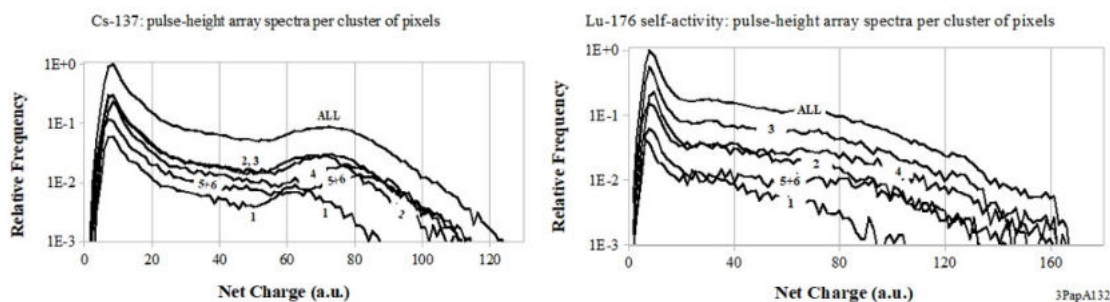 Cs-137: pulse-height array spectra per cluster of pixels
1E+0
1E-1
1E-2
1E-3
Relative Frequency
ALL
2, 3
4
5+6
5+6
1
1
2
0 20 40 60 80 100 120
Net Charge (a.u.)
Lu-176 self-activity: pulse-height array spectra per cluster of pixels
1E+0
1E-1
1E-2
1E-3
Relative Frequency
ALL
3
2
4
5+6
1
0 40 80 120 160
Net Charge (a.u.)
3PapA132